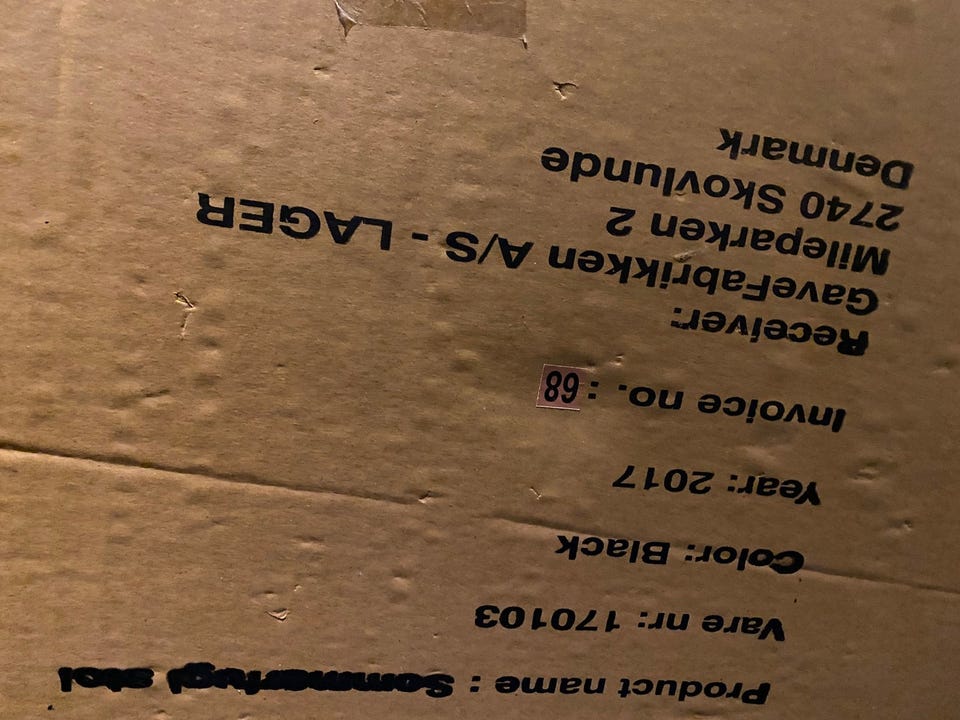 Product name : Sommerfugl stol
Vare nr: 170103
Color: Black
Year: 2017
Invoice no. : 68
Receiver:
GaveFabrikken A/S - LAGER
Mileparken 2
2740 Skovlunde
Denmark